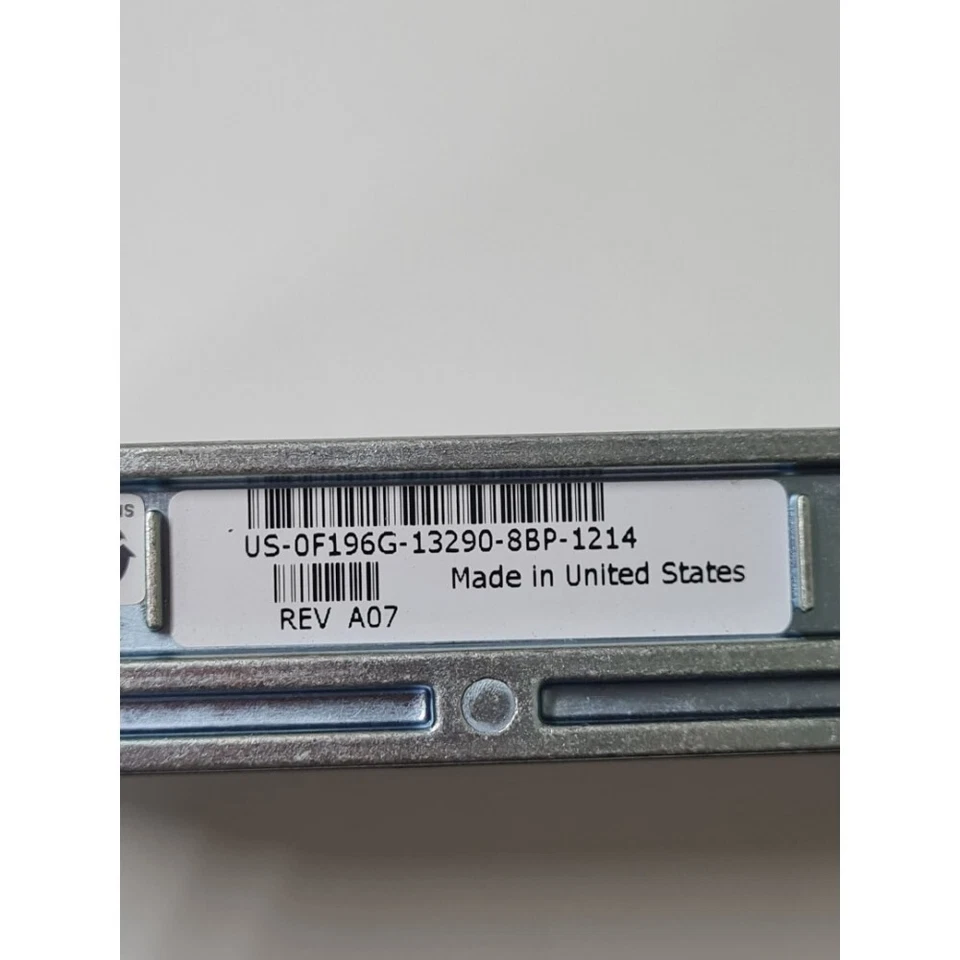 US-0F196G-13290-8BP-1214
Made in United States
REV A07